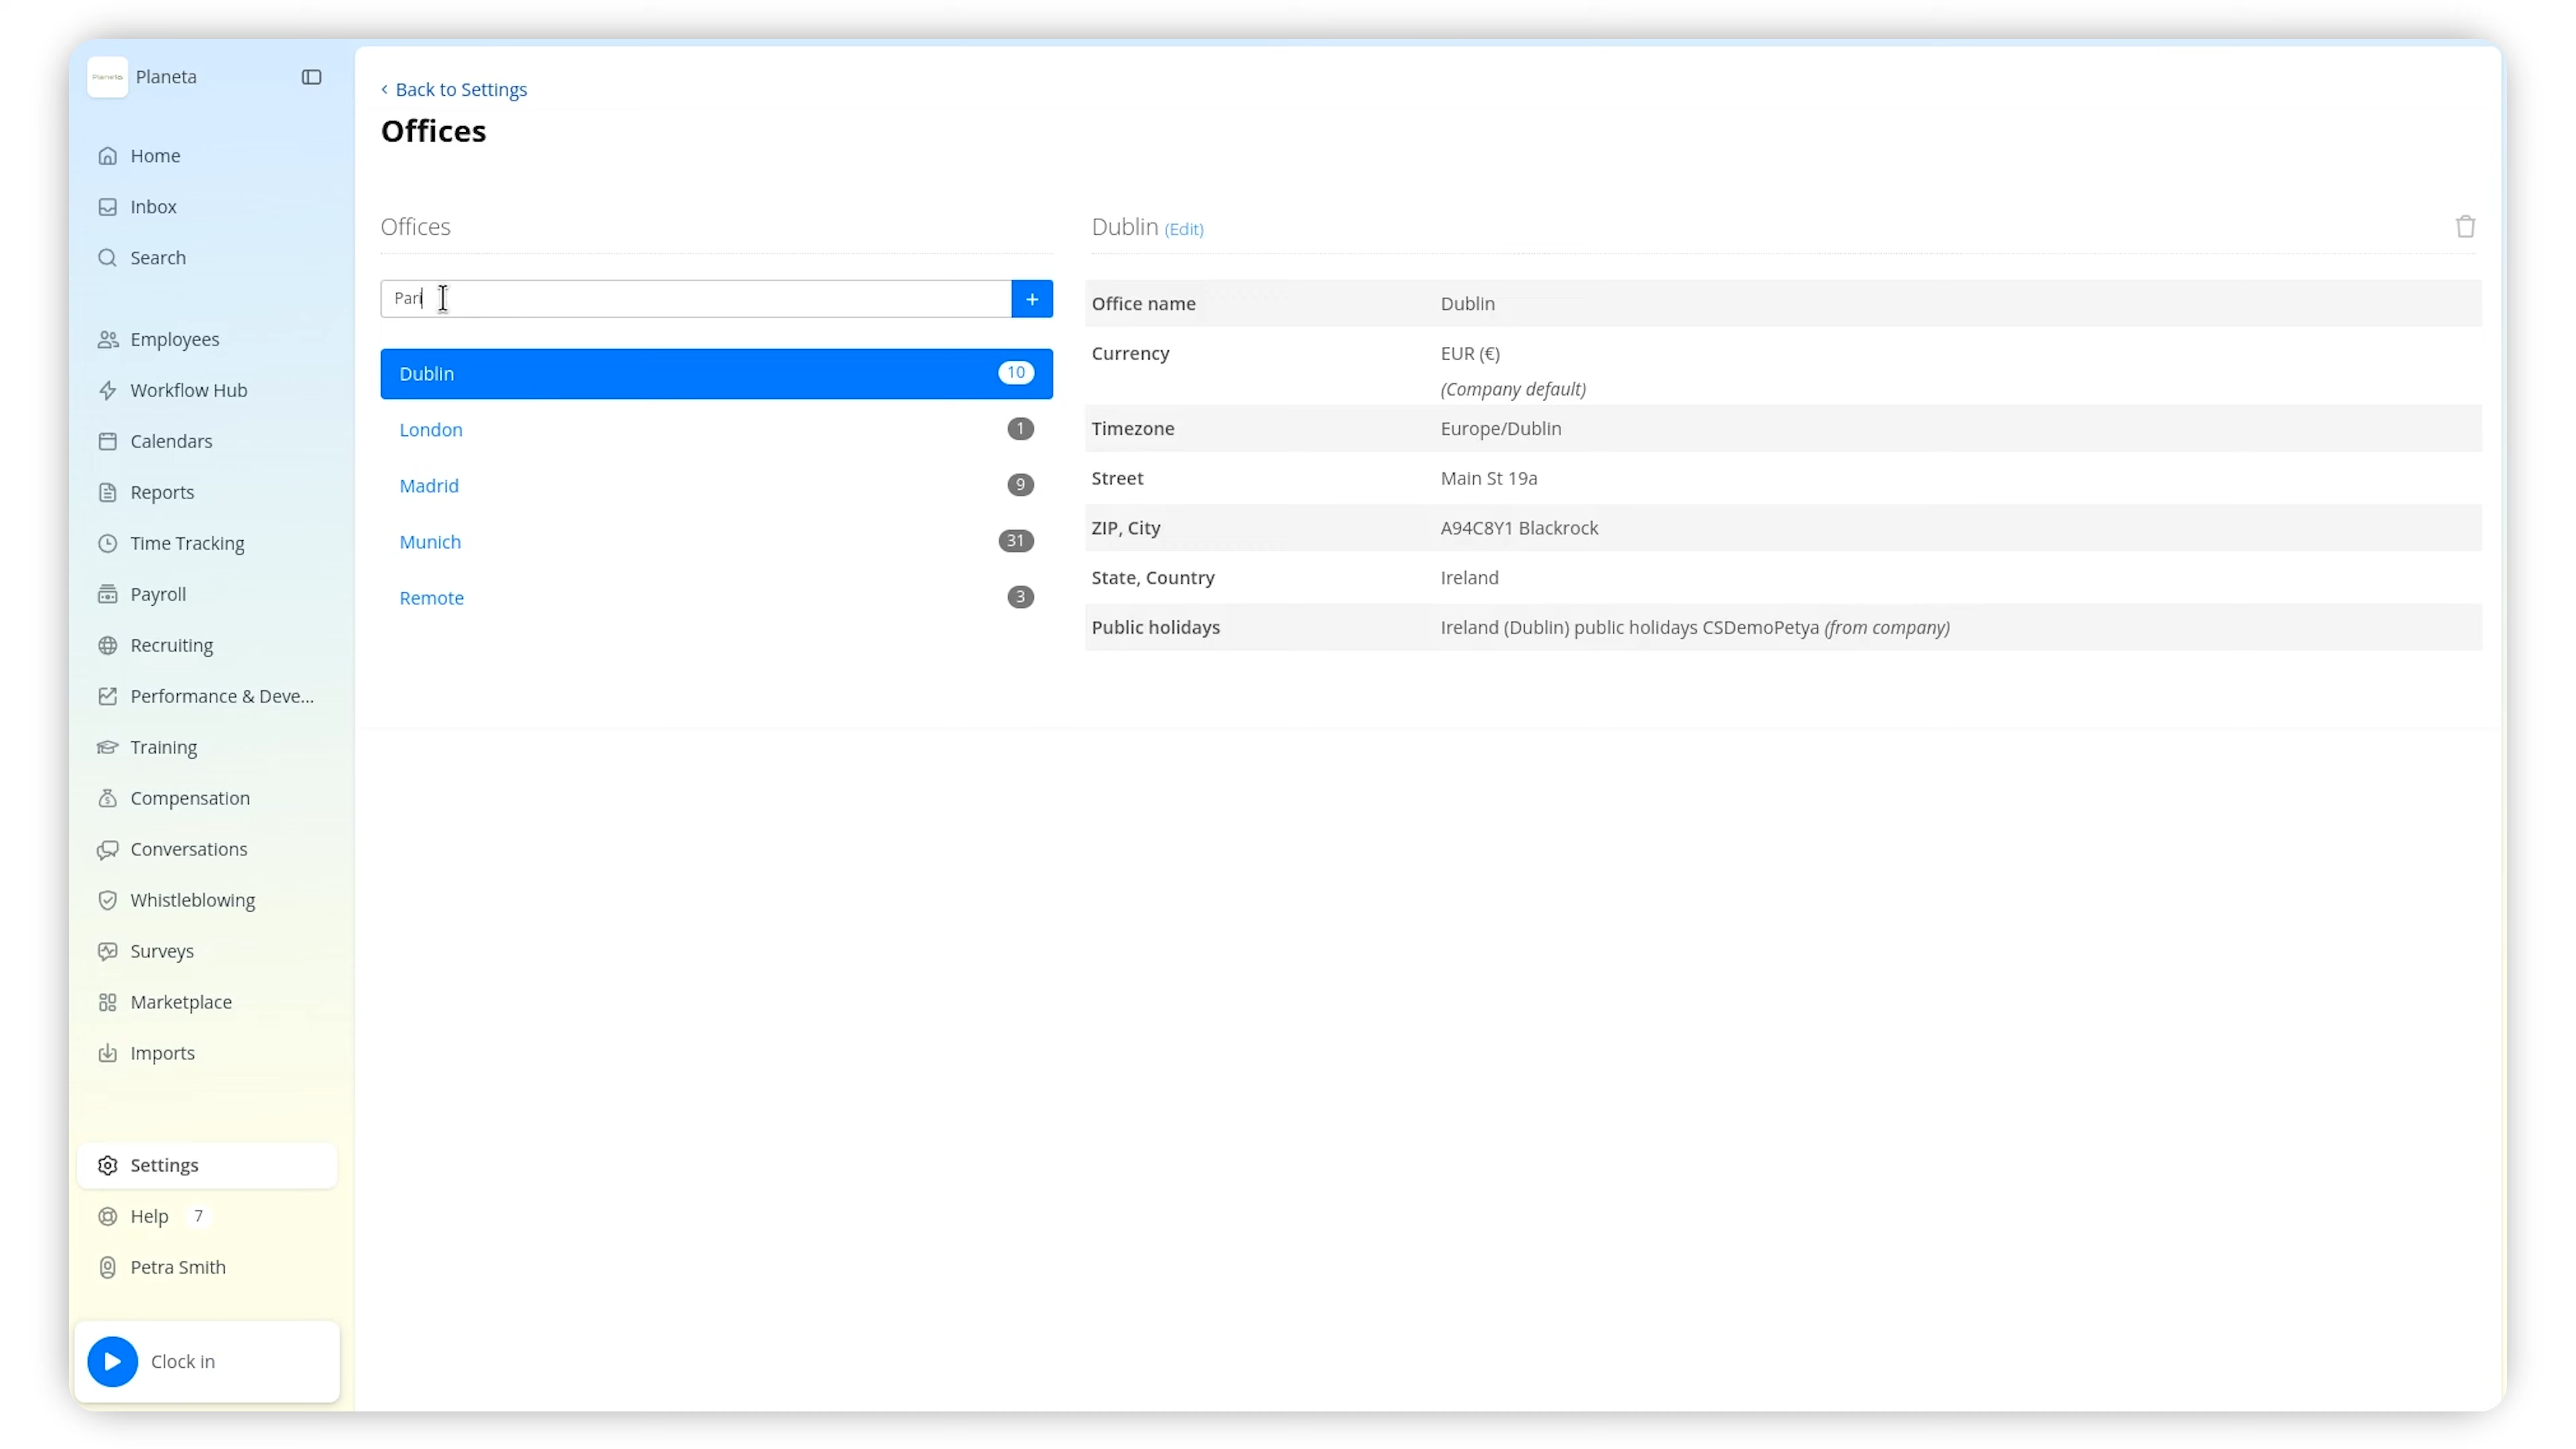 Planeta
Home
Inbox
Search
Employees
Workflow Hub
Calendars
Reports
Time Tracking
Payroll
Recruiting
Performance & Deve...
Training
Compensation
Conversations
Whistleblowing
Surveys
Marketplace
Imports
Settings
Help 7
Petra Smith
Clock in
Back to Settings
Offices
Offices
Pari
+
Dublin 10
London 1
Madrid 9
Munich 31
Remote 3
Dublin (Edit)
Office name Dublin
Currency EUR (€)
(Company default)
Timezone Europe/Dublin
Street Main St 19a
ZIP, City A94C8Y1 Blackrock
State, Country Ireland
Public holidays Ireland (Dublin) public holidays CSDemoPetya (from company)